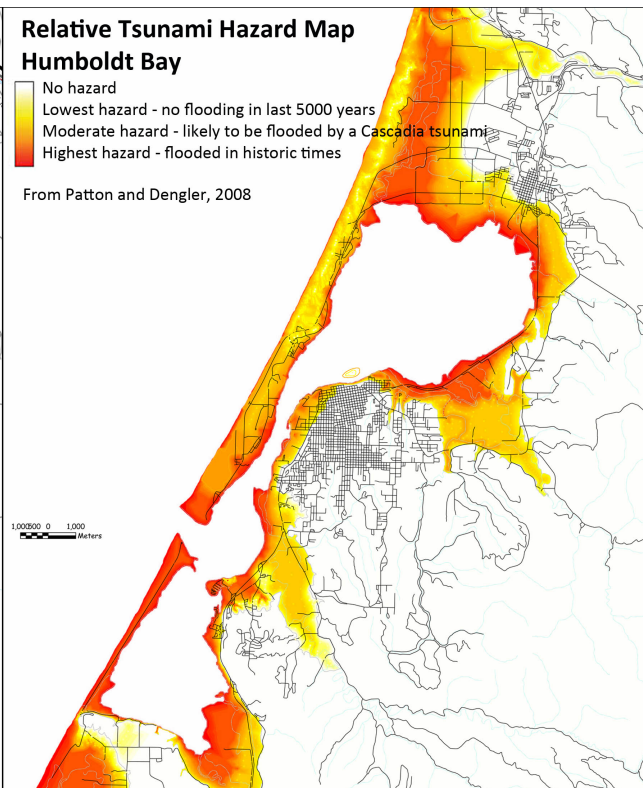 Relative Tsunami Hazard Map
Humboldt Bay
No hazard
Lowest hazard - no flooding in last 5000 years
Moderate hazard - likely to be flooded by a Cascadia tsunami
Highest hazard - flooded in historic times
From Patton and Dengler, 2008
1,000500 0 1,000
Meters